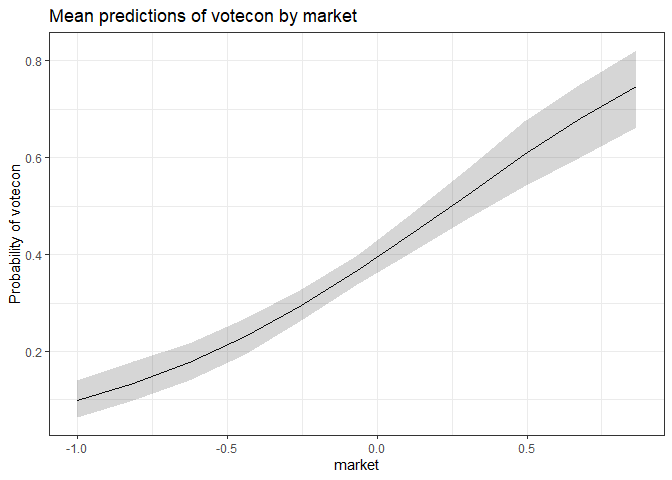 Mean predictions of votecon by market
Probability of votecon
0.8
0.6
0.4
0.2
-1.0 -0.5 0.0 0.5
market